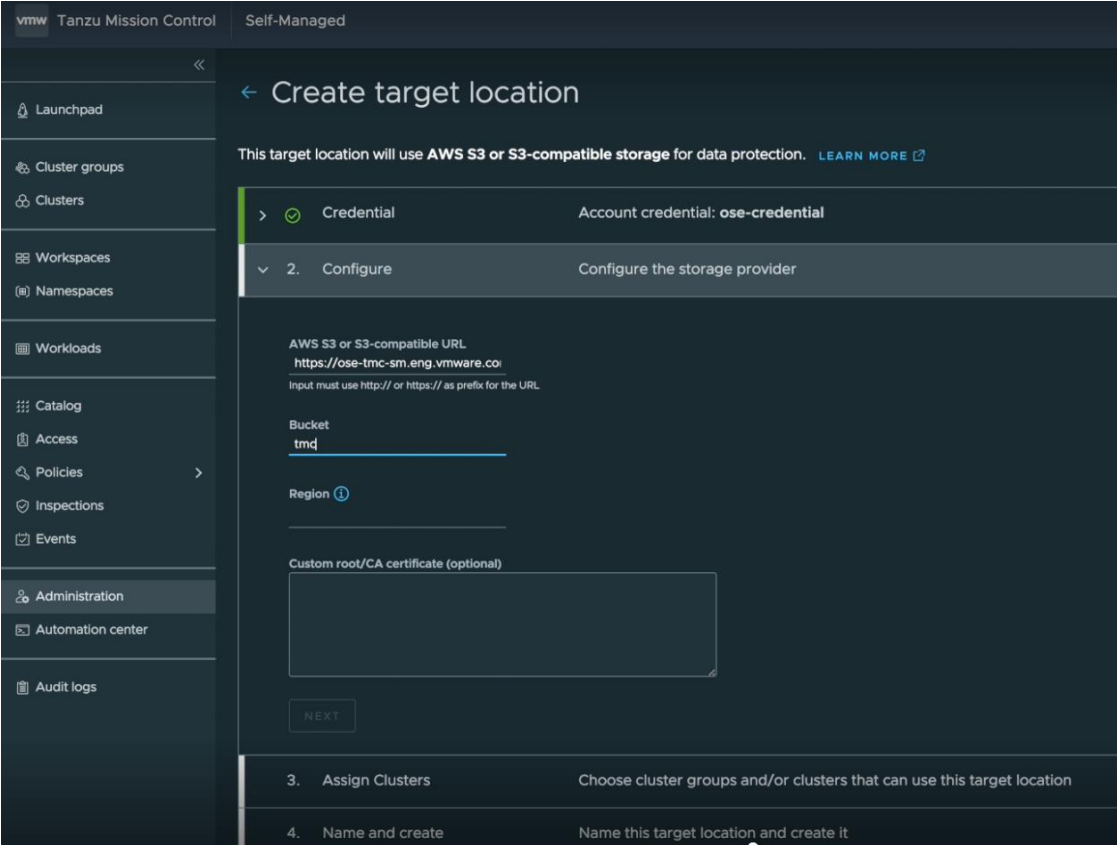 vmw Tanzu Mission Control Self-Managed
Launchpad
Cluster groups
Clusters
Workspaces
Namespaces
Workloads
Catalog
Access
Policies
Inspections
Events
Administration
Automation center
Audit logs
Create target location
This target location will use AWS S3 or S3-compatible storage for data protection. LEARN MORE
Credential Account credential: ose-credential
2. Configure Configure the storage provider
AWS S3 or S3-compatible URL
https://ose-tmc-sm.eng.vmware.co
Input must use http:// or https:// as prefix for the URL
Bucket
tmc
Region
Custom root/CA certificate (optional)
NEXT
3. Assign Clusters Choose cluster groups and/or clusters that can use this target location
4. Name and create Name this target location and create it